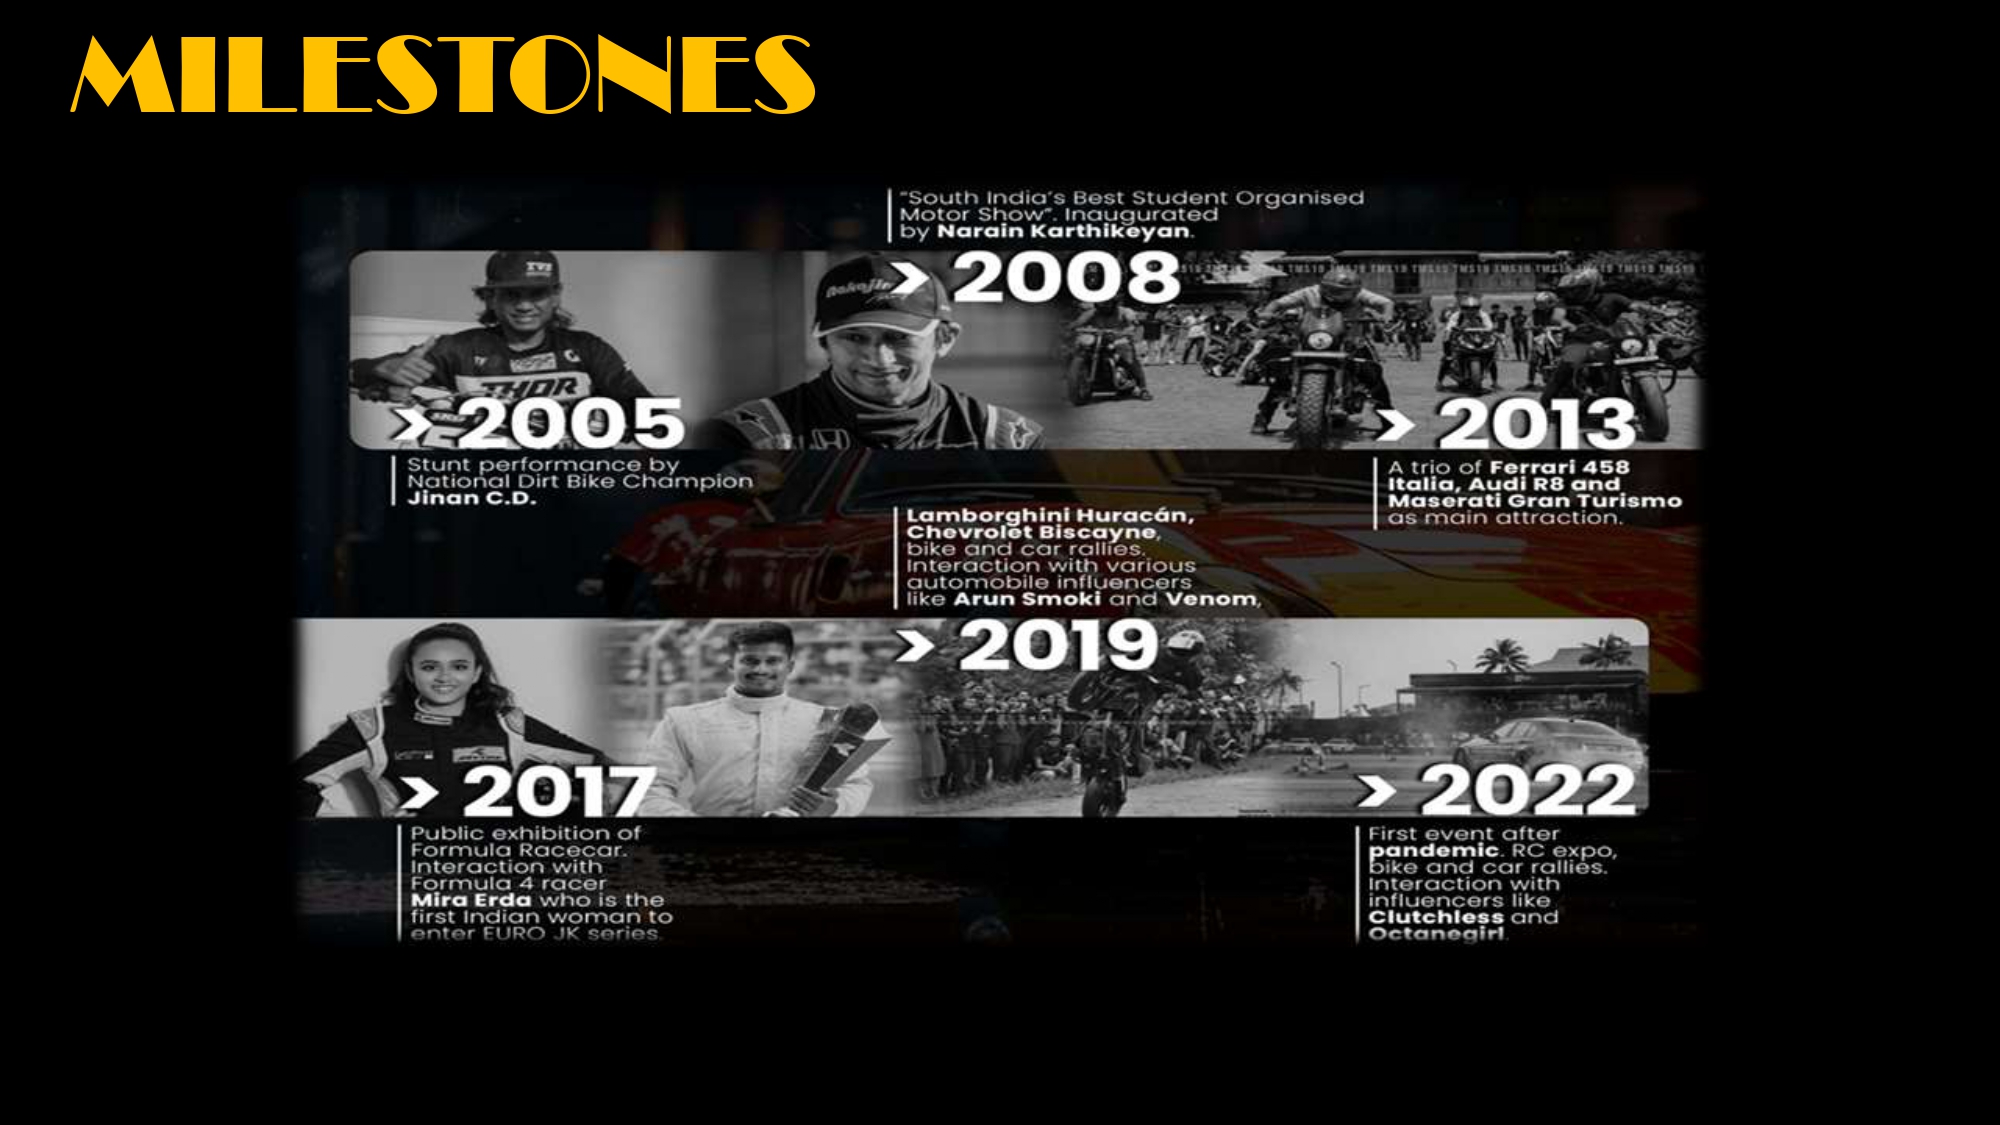 MILESTONES
“South India’s Best Student Organised
Motor Show”. Inaugurated
by Narain Karthikeyan.
> 2008
> 2005
Stunt performance by
National Dirt Bike Champion
Jinan C.D.
THOR
> 2013
A trio of Ferrari 458
Italia, Audi R8 and
Maserati Gran Turismo
as main attraction.
Lamborghini Huracán,
Chevrolet Biscayne,
bike and car rallies.
Interaction with various
automobile influencers
like Arun Smoki and Venom,
> 2019
> 2017
Public exhibition of
Formula Racecar.
Interaction with
Formula 4 racer
Mira Erda who is the
first Indian woman to
enter EURO JK series.
> 2022
First event after
pandemic. RC expo,
bike and car rallies.
Interaction with
influencers like
Clutchless and
Octanegirl.